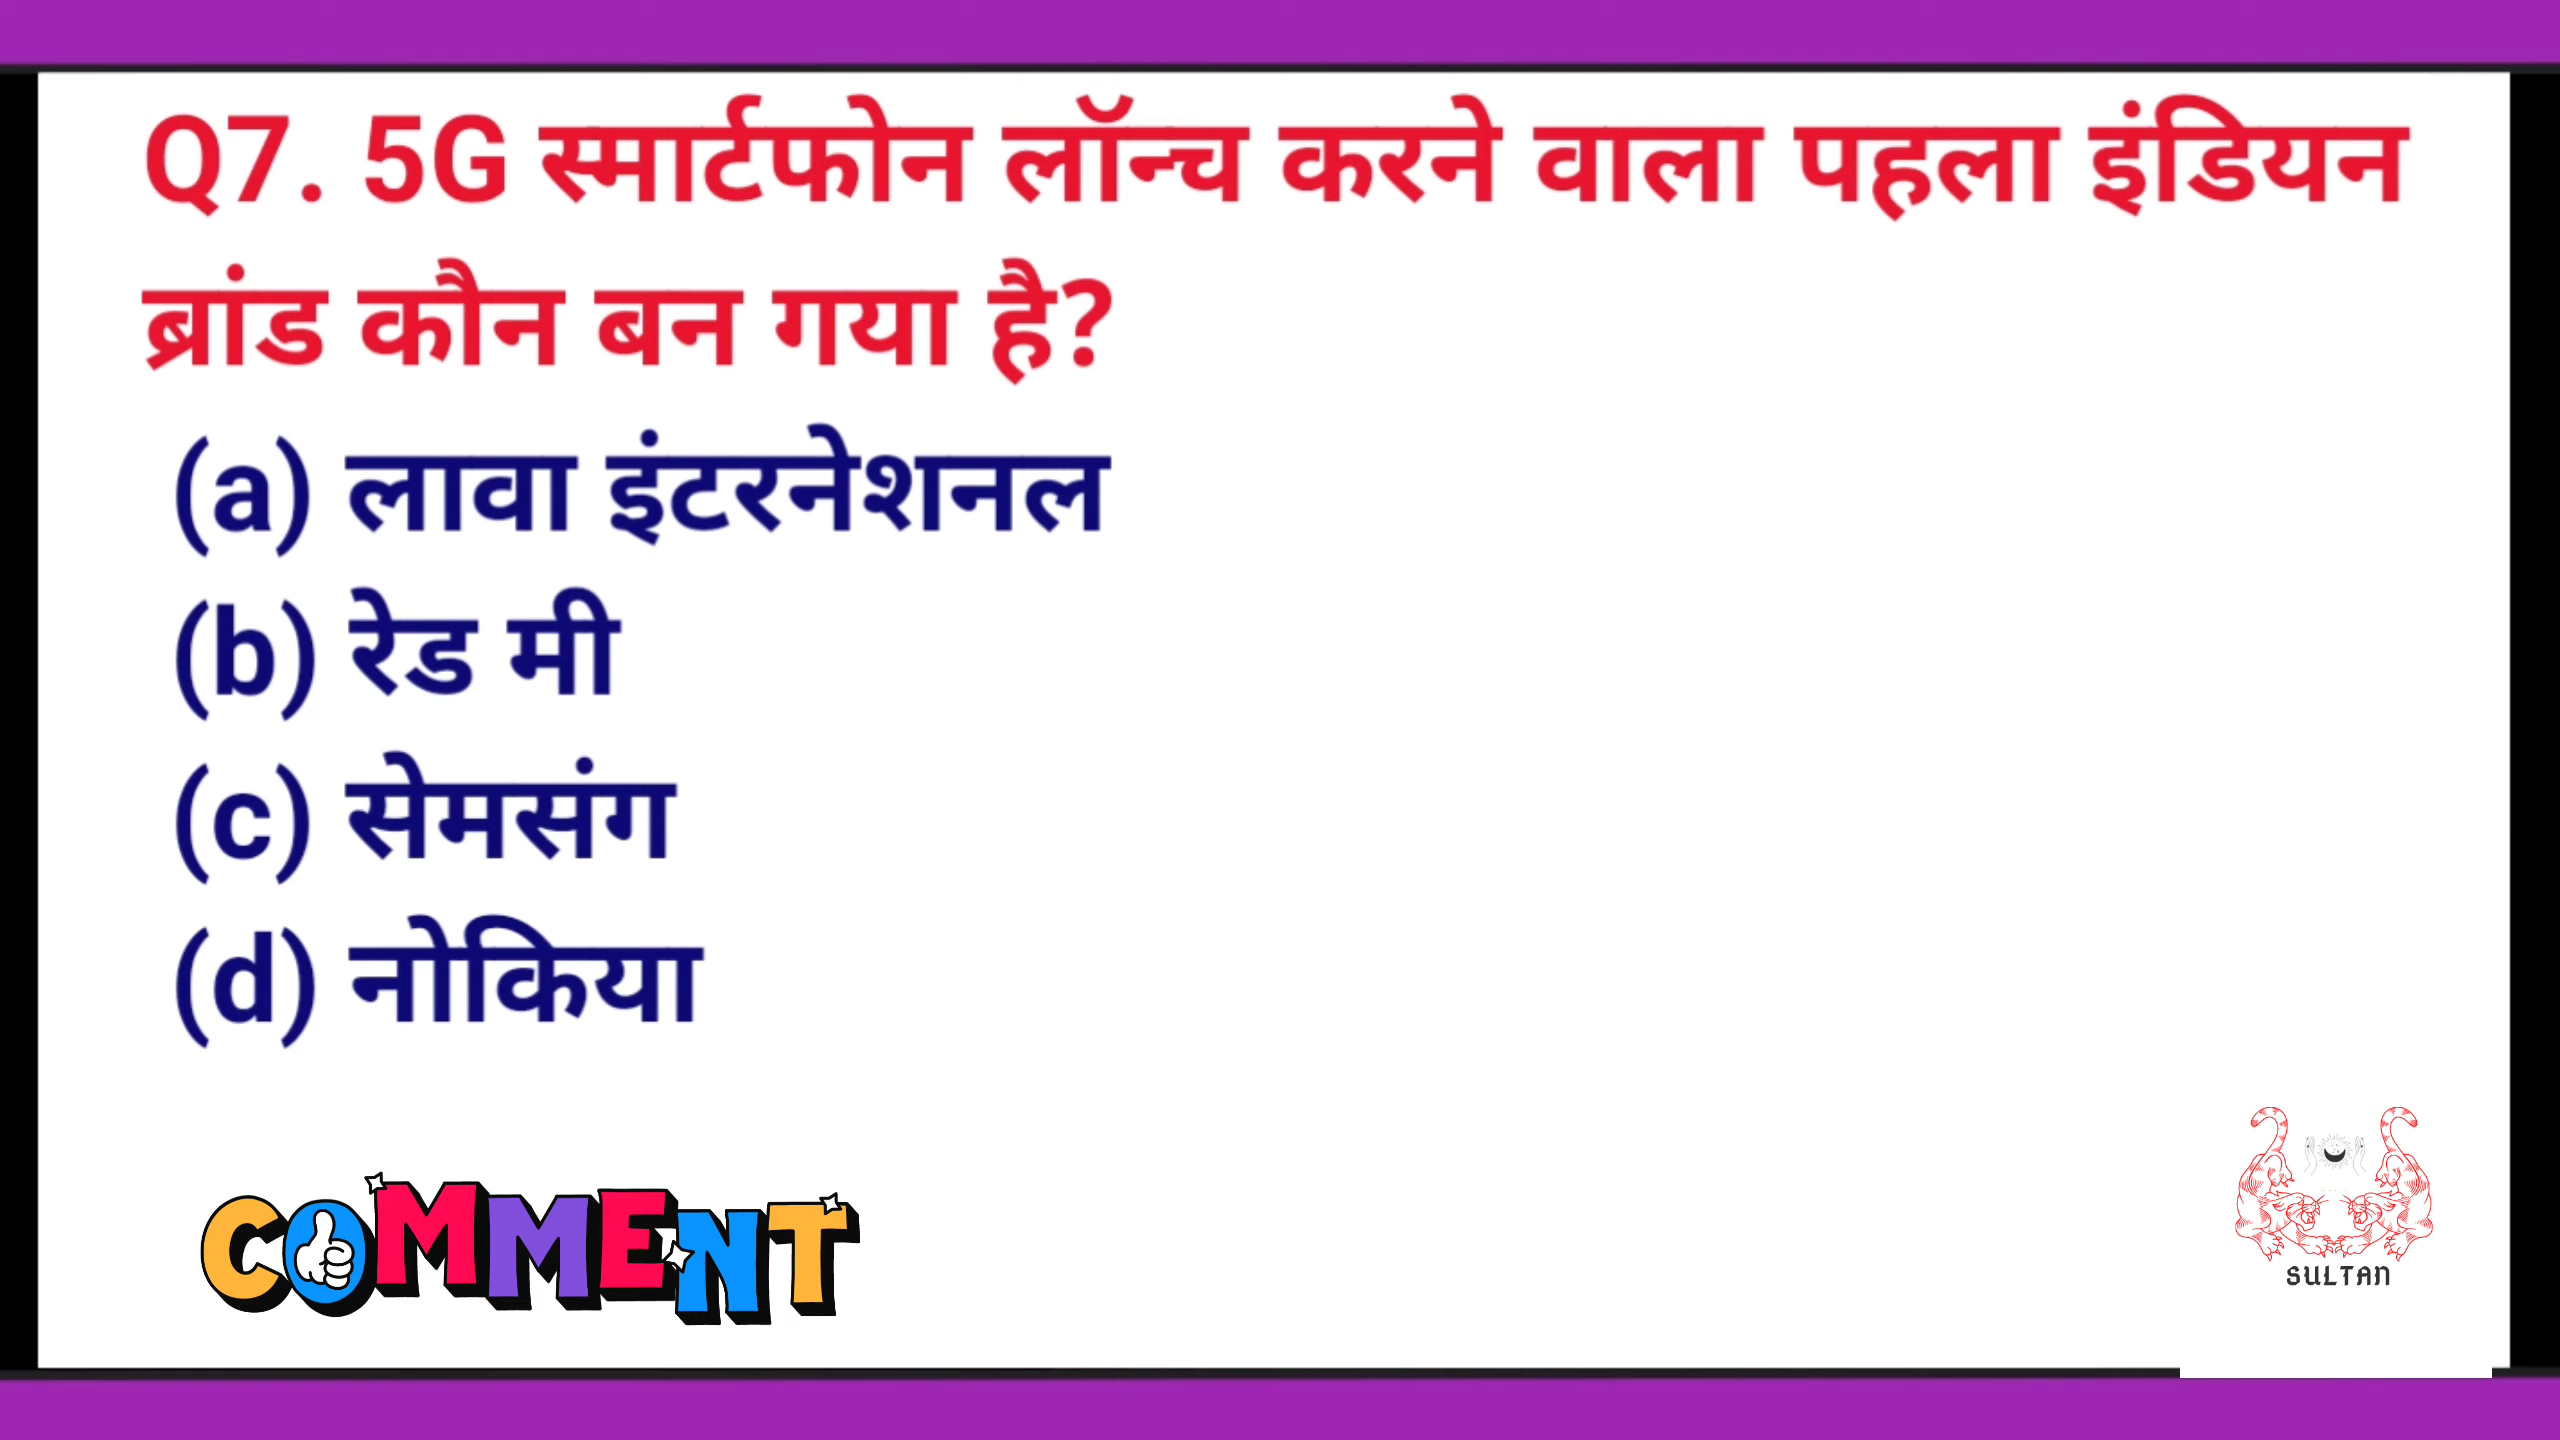 Q7. 5G स्मार्टफोन लॉन्च करने वाला पहला इंडियन
ब्रांड कौन बन गया है?
(a) लावा इंटरनेशनल
(b) रेड मी
(c) सेमसंग
(d) नोकिया
COMMENT
SULTAN